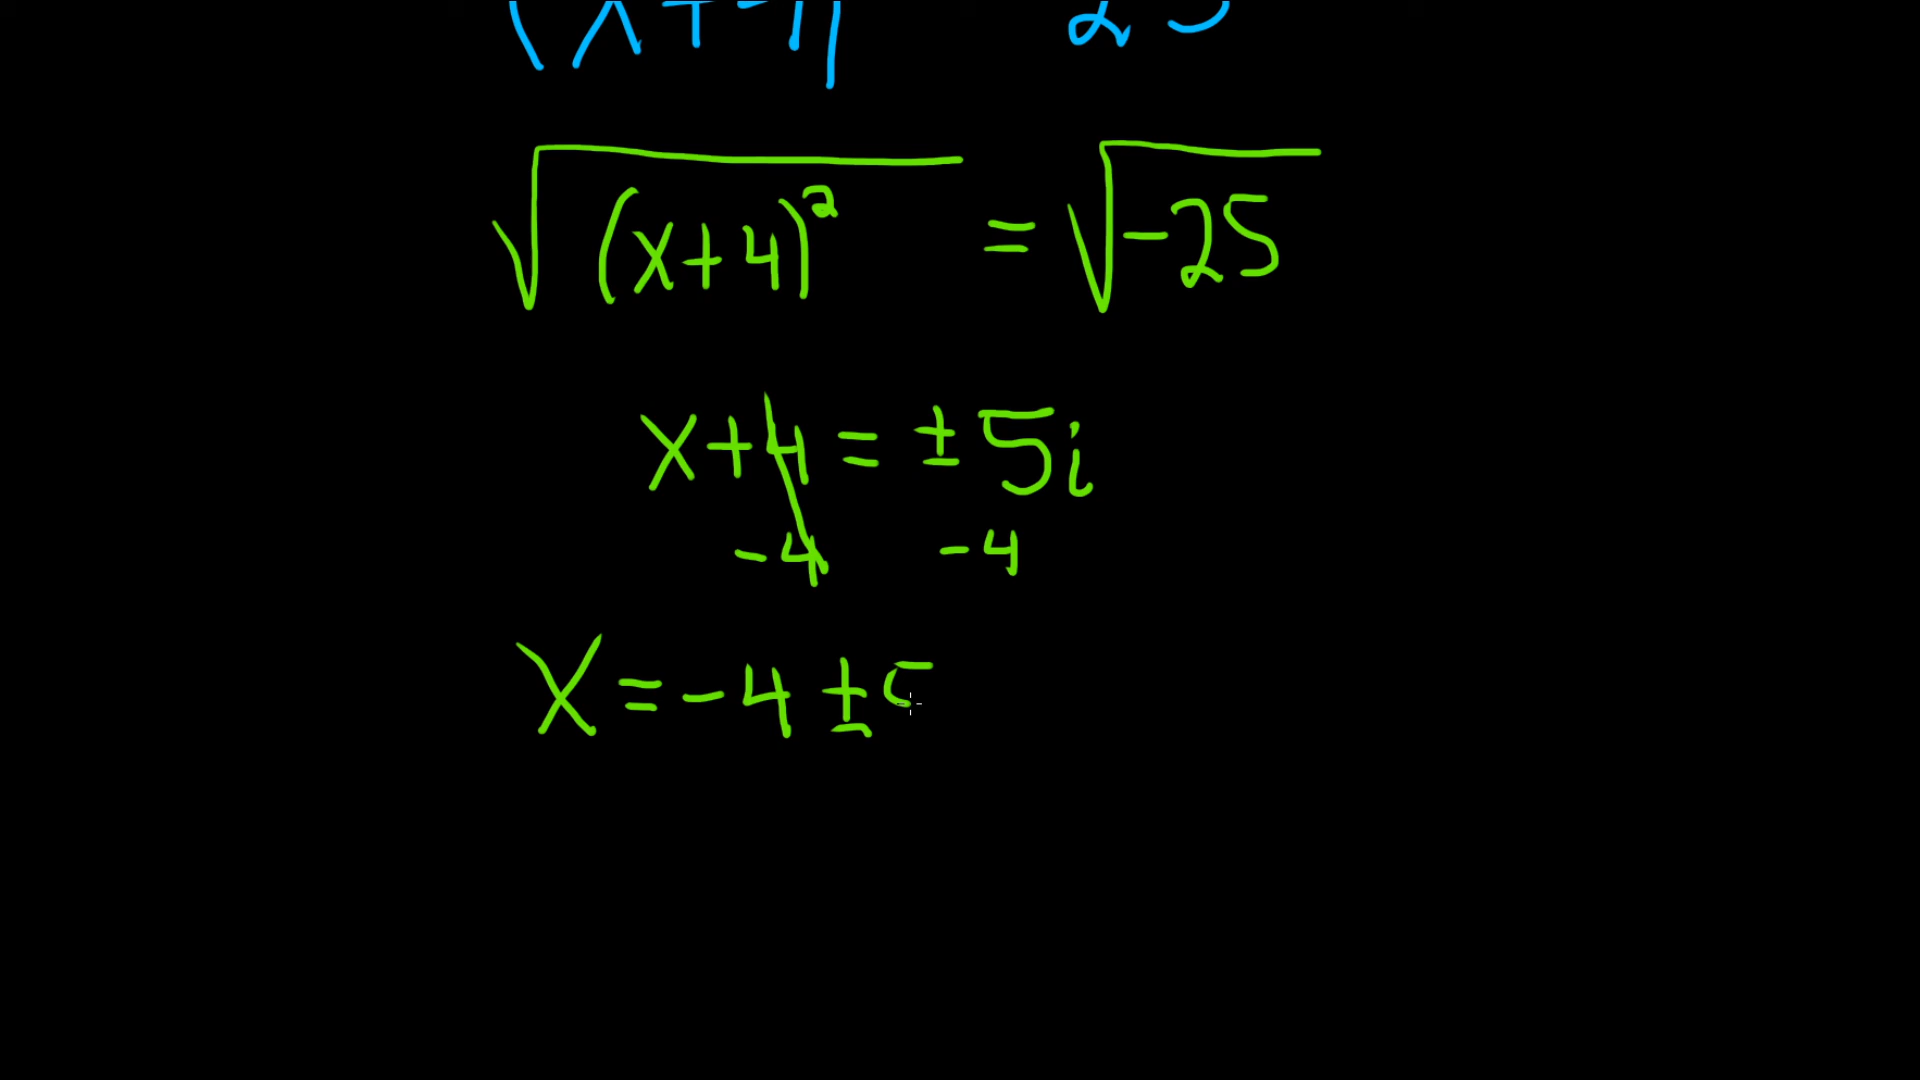 √(x+4)² = √-25
x+4 = ± 5i
-4 -4
X = -4 ±